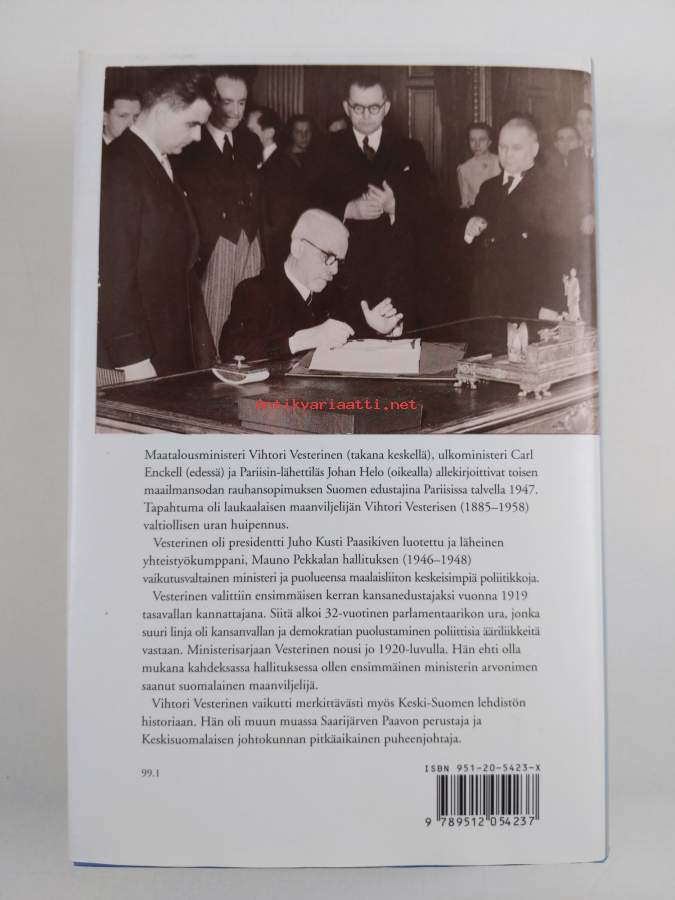 antikvariaatti.net
Maatalousministeri Vihtori Vesterinen (takana keskellä), ulkoministeri Carl
Enckell (edessä) ja Pariisin-lähettiläs Johan Helo (oikealla) allekirjoittivat toisen
maailmansodan rauhansopimuksen Suomen edustajina Pariisissa talvella 1947.
Tapahtuma oli laukaalaisen maanviljelijän Vihtori Vesterisen (1885–1958)
valtiollisen uran huipennus.
Vesterinen oli presidentti Juho Kusti Paasikiven luotettu ja läheinen
yhteistyökumppani, Mauno Pekkalan hallituksen (1946–1948)
vaikutusvaltainen ministeri ja puolueensa maalaisliiton keskeisimpiä poliitikkoja.
Vesterinen valittiin ensimmäisen kerran kansanedustajaksi vuonna 1919
tasavallan kannattajana. Siitä alkoi 32-vuotinen parlamentaarikon ura, jonka
suuri linja oli kansanvallan ja demokratian puolustaminen poliittisia ääriliikkeitä
vastaan. Ministerisarjaan Vesterinen nousi jo 1920-luvulla. Hän ehti olla
mukana kahdeksassa hallituksessa ollen ensimmäinen ministerin arvonimen
saanut suomalainen maanviljelijä.
Vihtori Vesterinen vaikutti merkittävästi myös Keski-Suomen lehdistön
historiaan. Hän oli muun muassa Saarijärven Paavon perustaja ja
Keskisuomalaisen johtokunnan pitkäaikainen puheenjohtaja.
99.1
ISBN 951-20-5423-X
9 789512 054237